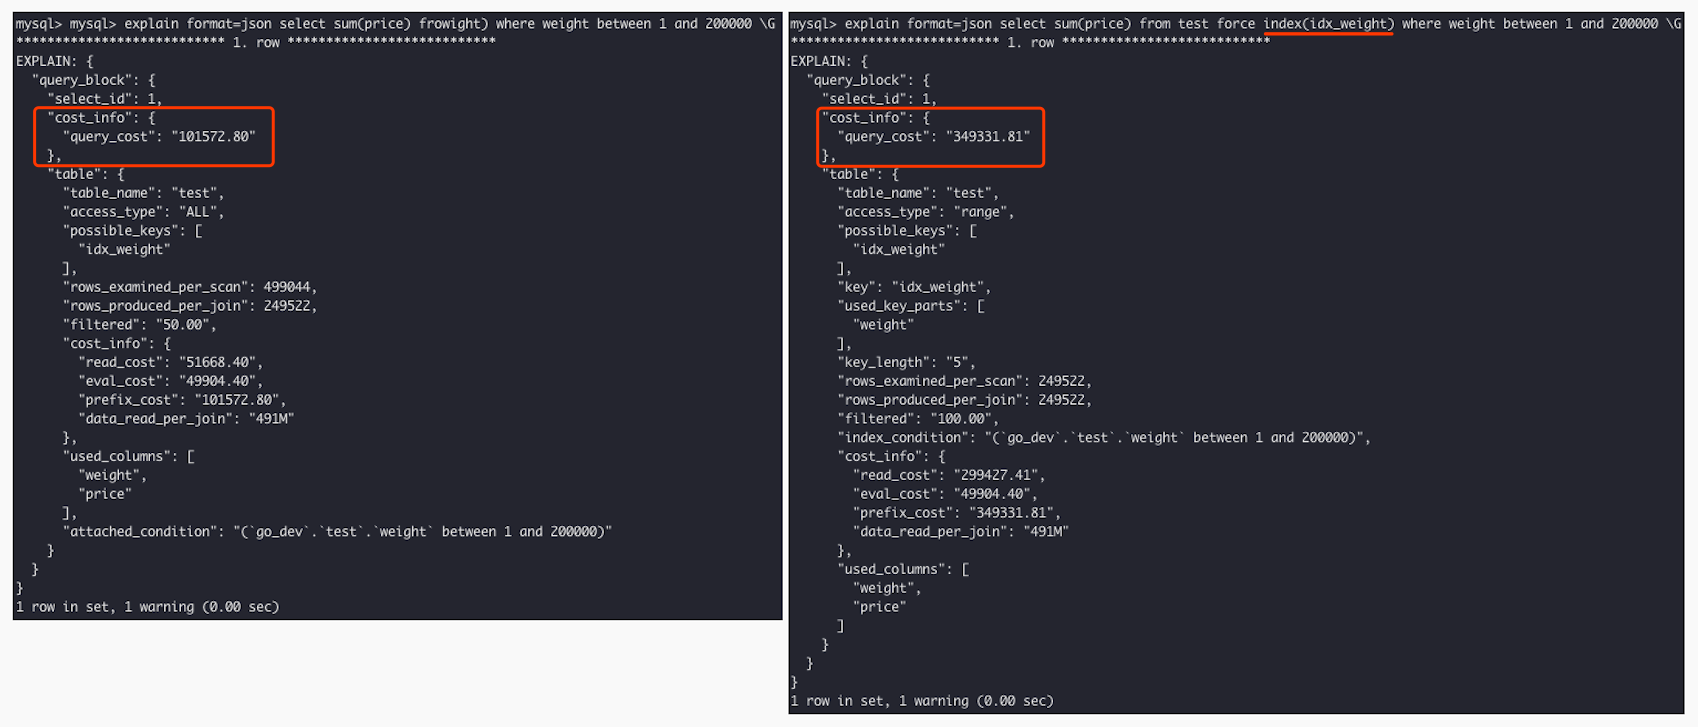 mysql> mysql> explain format=json select sum(price) frowight) where weight between 1 and 200000 \G
*************************** 1. row ***************************
EXPLAIN: {
  "query_block": {
    "select_id": 1,
    "cost_info": {
      "query_cost": "101572.80"
    },
    "table": {
      "table_name": "test",
      "access_type": "ALL",
      "possible_keys": [
        "idx_weight"
      ],
      "rows_examined_per_scan": 499044,
      "rows_produced_per_join": 249522,
      "filtered": "50.00",
      "cost_info": {
        "read_cost": "51668.40",
        "eval_cost": "49904.40",
        "prefix_cost": "101572.80",
        "data_read_per_join": "491M"
      },
      "used_columns": [
        "weight",
        "price"
      ],
      "attached_condition": "(`go_dev`.`test`.`weight` between 1 and 200000)"
    }
  }
}
1 row in set, 1 warning (0.00 sec)
mysql> explain format=json select sum(price) from test force index(idx_weight) where weight between 1 and 200000 \G
*************************** 1. row ***************************
EXPLAIN: {
  "query_block": {
    "select_id": 1,
    "cost_info": {
      "query_cost": "349331.81"
    },
    "table": {
      "table_name": "test",
      "access_type": "range",
      "possible_keys": [
        "idx_weight"
      ],
      "key": "idx_weight",
      "used_key_parts": [
        "weight"
      ],
      "key_length": "5",
      "rows_examined_per_scan": 249522,
      "rows_produced_per_join": 249522,
      "filtered": "100.00",
      "index_condition": "(`go_dev`.`test`.`weight` between 1 and 200000)",
      "cost_info": {
        "read_cost": "299427.41",
        "eval_cost": "49904.40",
        "prefix_cost": "349331.81",
        "data_read_per_join": "491M"
      },
      "used_columns": [
        "weight",
        "price"
      ]
    }
  }
}
1 row in set, 1 warning (0.00 sec)